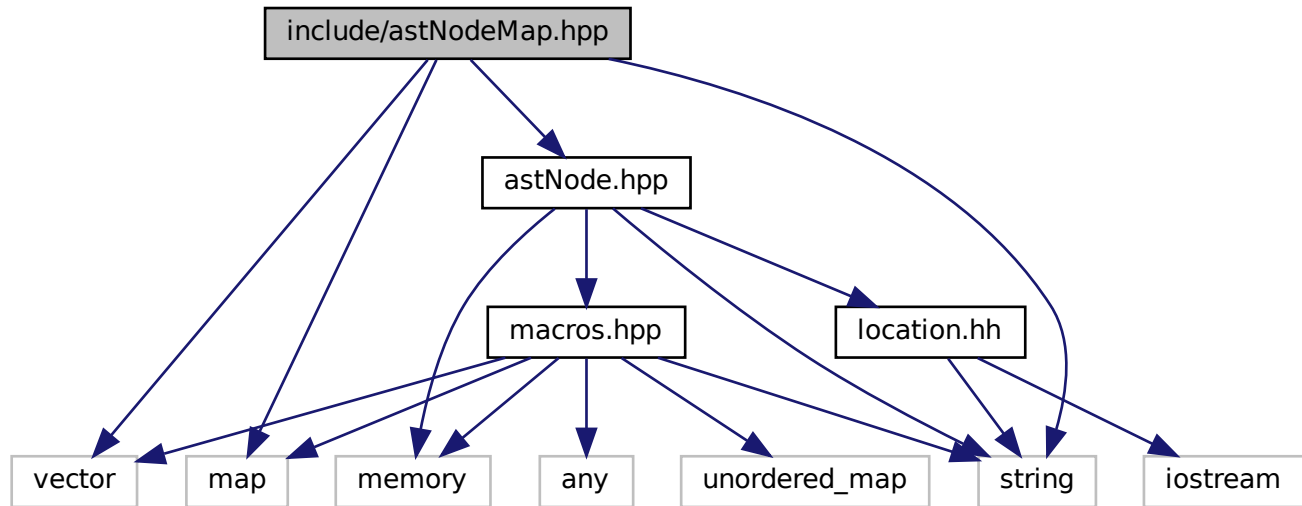 include/astNodeMap.hpp
astNode.hpp
macros.hpp
location.hh
vector
map
memory
any
unordered_map
string
iostream